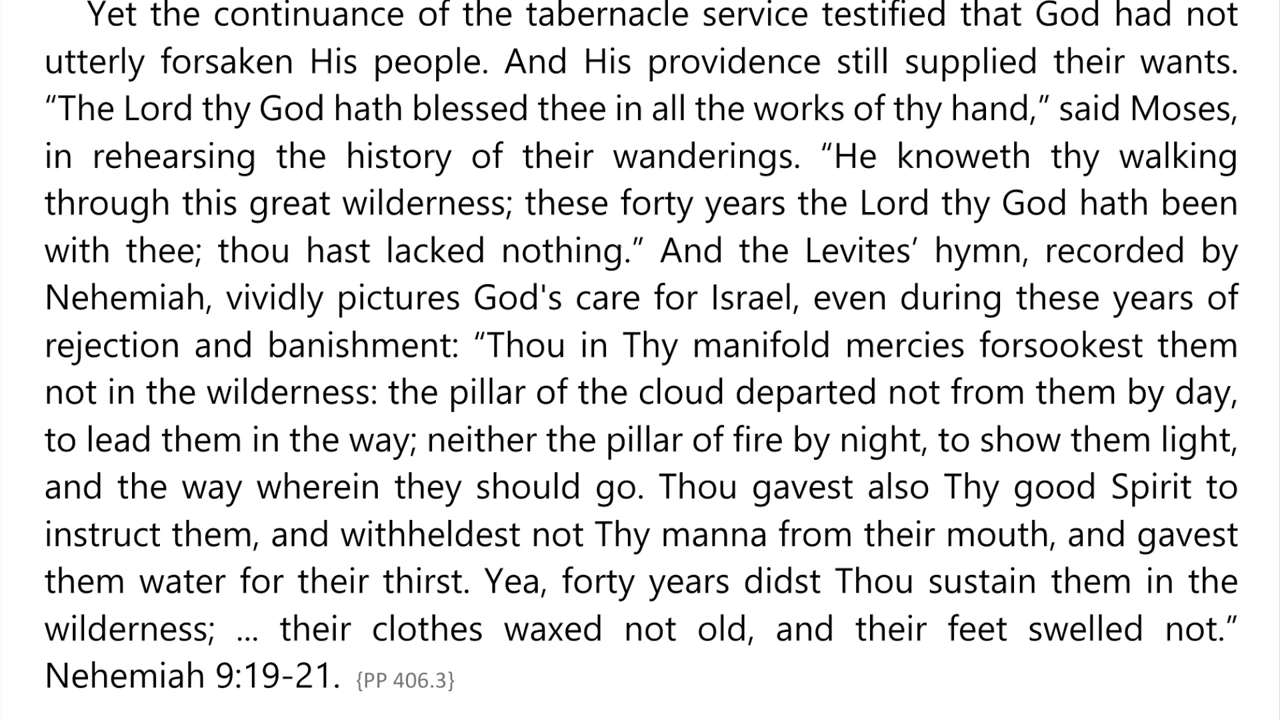 Yet the continuance of the tabernacle service testified that God had not
utterly forsaken His people. And His providence still supplied their wants.
“The Lord thy God hath blessed thee in all the works of thy hand,” said Moses,
in rehearsing the history of their wanderings. “He knoweth thy walking
through this great wilderness; these forty years the Lord thy God hath been
with thee; thou hast lacked nothing.” And the Levites’ hymn, recorded by
Nehemiah, vividly pictures God's care for Israel, even during these years of
rejection and banishment: “Thou in Thy manifold mercies forsookest them
not in the wilderness: the pillar of the cloud departed not from them by day,
to lead them in the way; neither the pillar of fire by night, to show them light,
and the way wherein they should go. Thou gavest also Thy good Spirit to
instruct them, and withheldest not Thy manna from their mouth, and gavest
them water for their thirst. Yea, forty years didst Thou sustain them in the
wilderness; ... their clothes waxed not old, and their feet swelled not.”
Nehemiah 9:19-21. {PP 406.3}